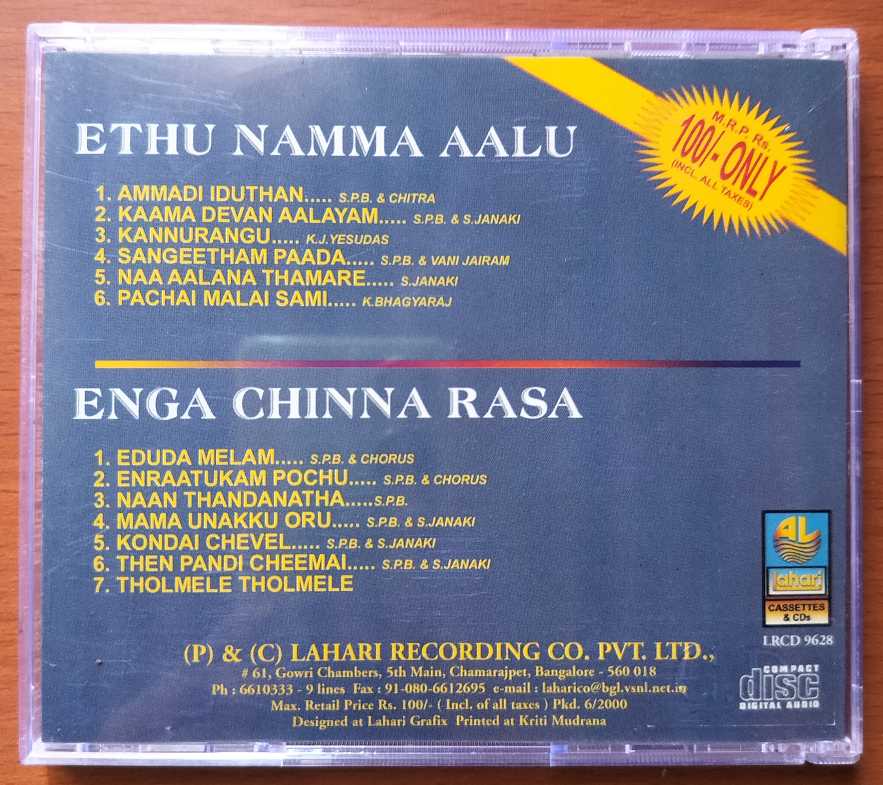 ETHU NAMMA AALU
M.R.P. Rs.
100/- ONLY
(INCL. ALL TAXES)
1. AMMADI IDUTHAN..... S.P.B. & CHITRA
2. KAAMA DEVAN AALAYAM..... S.P.B. & S.JANAKI
3. KANNURANGU..... K.J.YESUDAS
4. SANGEETHAM PAADA..... S.P.B. & VANI JAIRAM
5. NAA AALANA THAMARE..... S.JANAKI
6. PACHAI MALAI SAMI..... K.BHAGYARAJ
ENGA CHINNA RASA
1. EDUDA MELAM..... S.P.B. & CHORUS
2. ENRAATUKAM POCHU..... S.P.B. & CHORUS
3. NAAN THANDANATHA.....S.P.B.
4. MAMA UNAKKU ORU..... S.P.B. & S.JANAKI
5. KONDAI CHEVEL..... S.P.B. & S.JANAKI
6. THEN PANDI CHEEMAI..... S.P.B. & S.JANAKI
7. THOLMELE THOLMELE
AL
lahari
CASSETTES
& CDs
LRCD 9628
(P) & (C) LAHARI RECORDING CO. PVT. LTD.,
# 61, Gowri Chambers, 5th Main, Chamarajpet, Bangalore - 560 018
Ph : 6610333 - 9 lines Fax : 91-080-6612695 e-mail : laharico@bgl.vsnl.net.in
Max. Retail Price Rs. 100/- ( Incl. of all taxes ) Pkd. 6/2000
Designed at Lahari Grafix Printed at Kriti Mudrana
COMPACT
disc
DIGITAL AUDIO